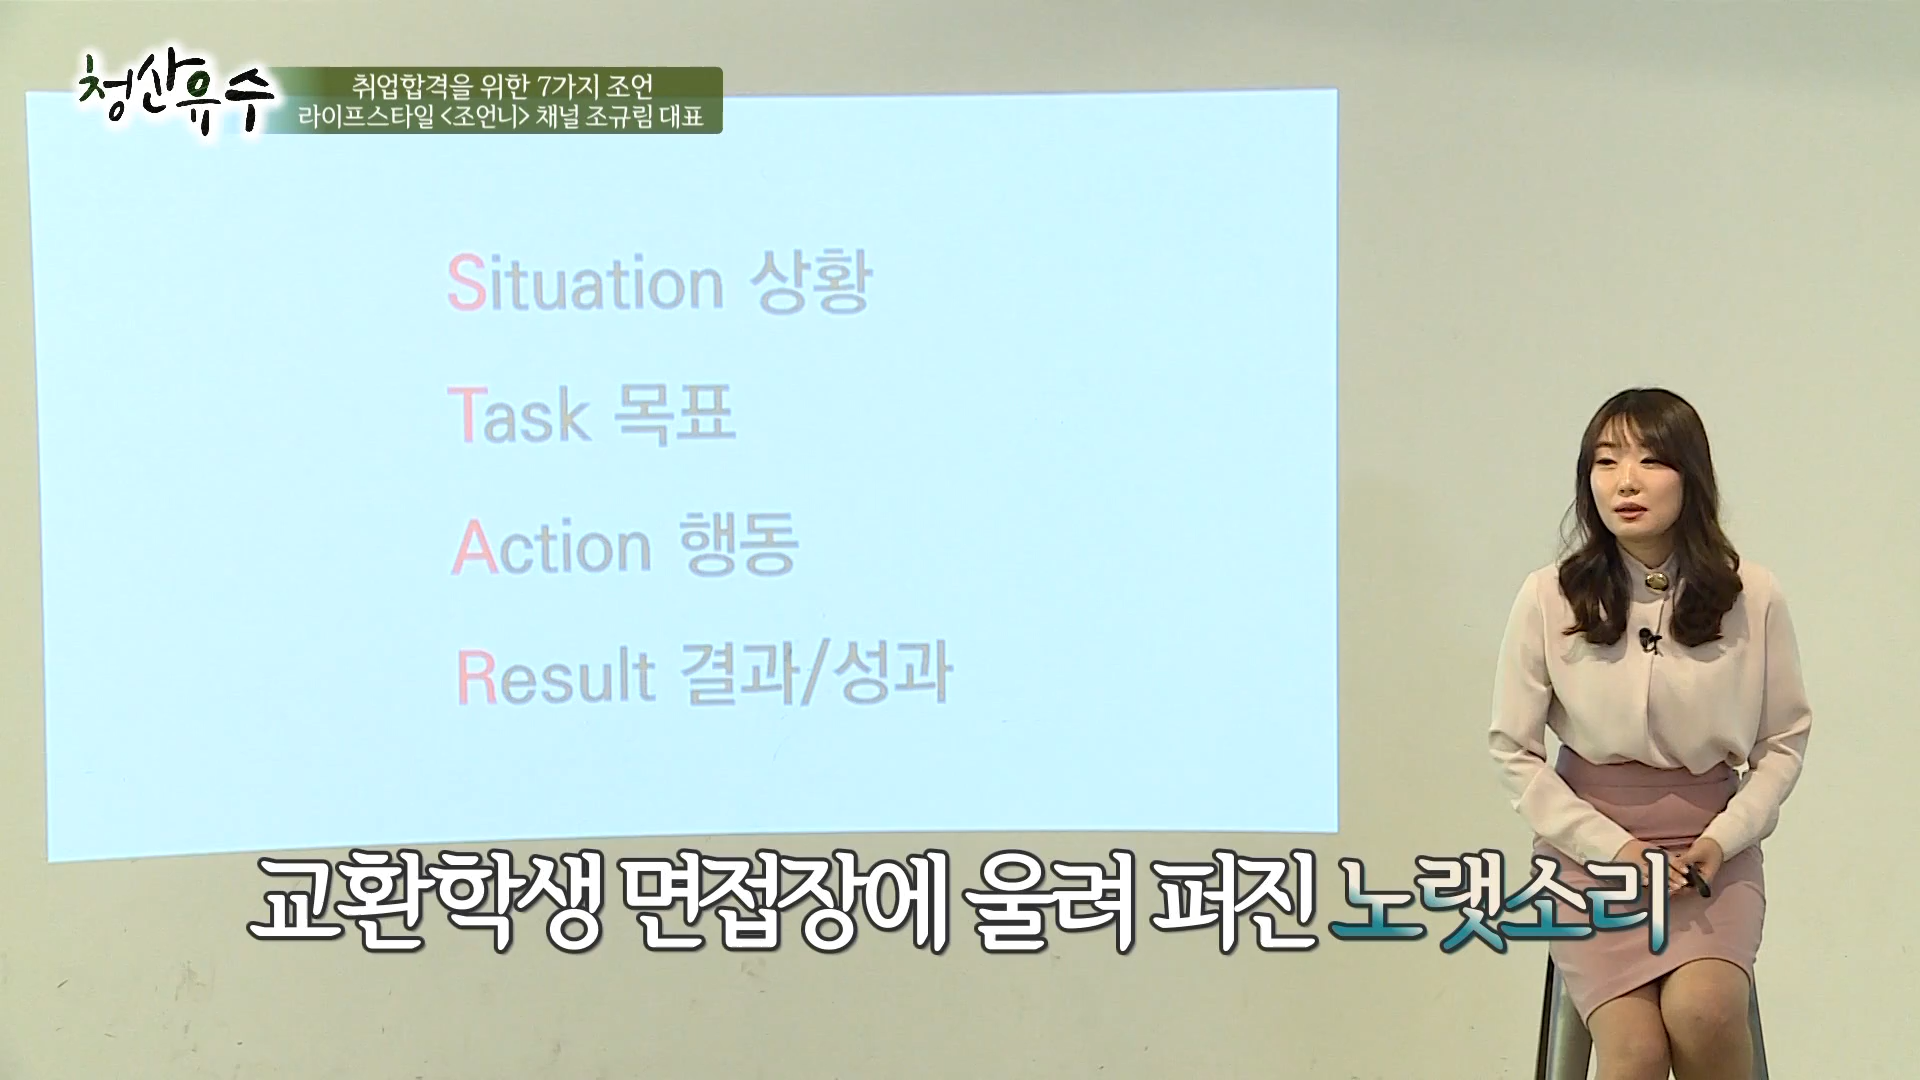 청산유수
취업합격을 위한 7가지 조언
라이프스타일 <조언니> 채널 조규림 대표
Situation 상황
Task 목표
Action 행동
Result 결과/성과
교환학생 면접장에 울려 퍼진 노랫소리